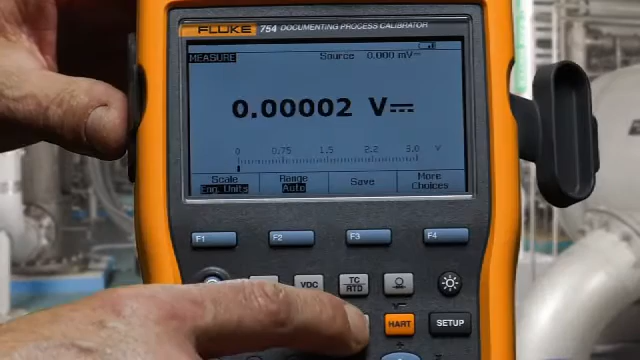 FLUKE 754 DOCUMENTING PROCESS CALIBRATOR
MEASURE Source 0.000 mV
0.00002 V
0 0.75 1.5 2.2 3.0 V
Scale Range Save More
Eng. Units Auto Choices
F1 F2 F3 F4
VDC TC RTD
HART SETUP